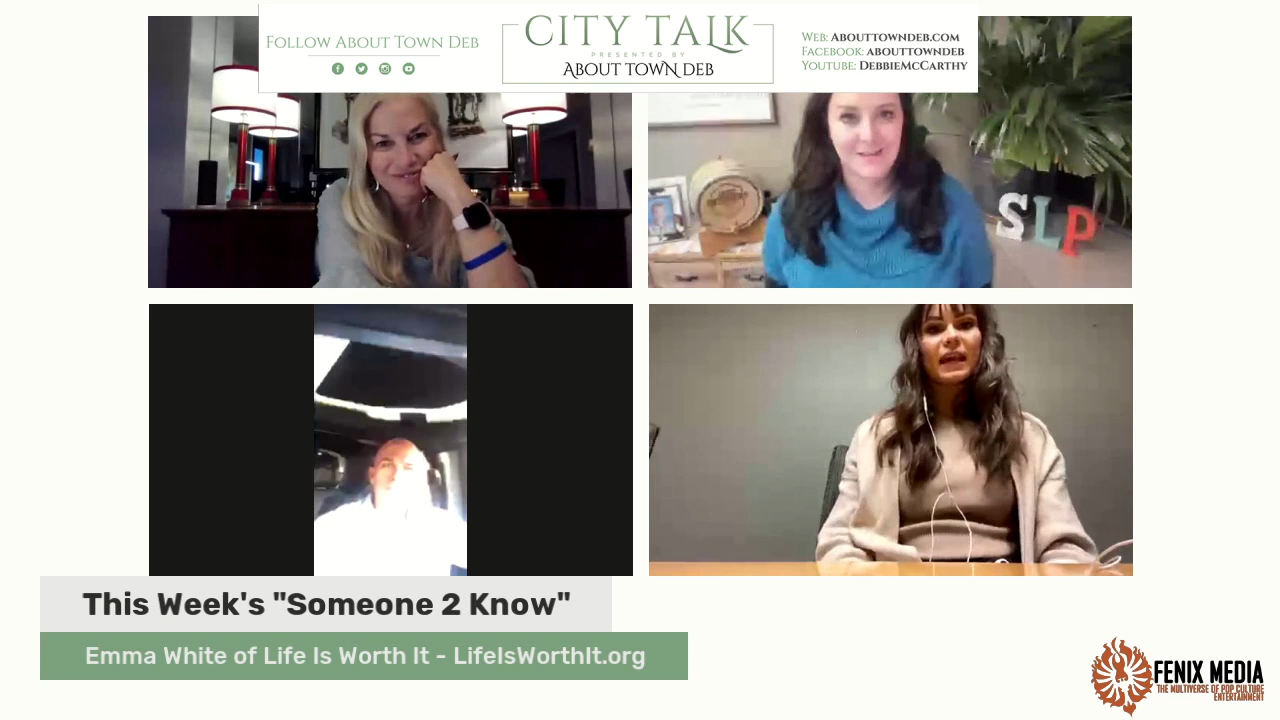 FOLLOW ABOUT TOWN DEB
CITY TALK
PRESENTED BY
ABOUT TOWN DEB
WEB: ABOUTTOWNDEB.COM
FACEBOOK: ABOUTTOWNDEB
YOUTUBE: DEBBIEMCCARTHY
SLP
This Week's "Someone 2 Know"
Emma White of Life Is Worth It - LifeIsWorthIt.org
FENIX MEDIA
THE MULTIVERSE OF POP CULTURE
ENTERTAINMENT